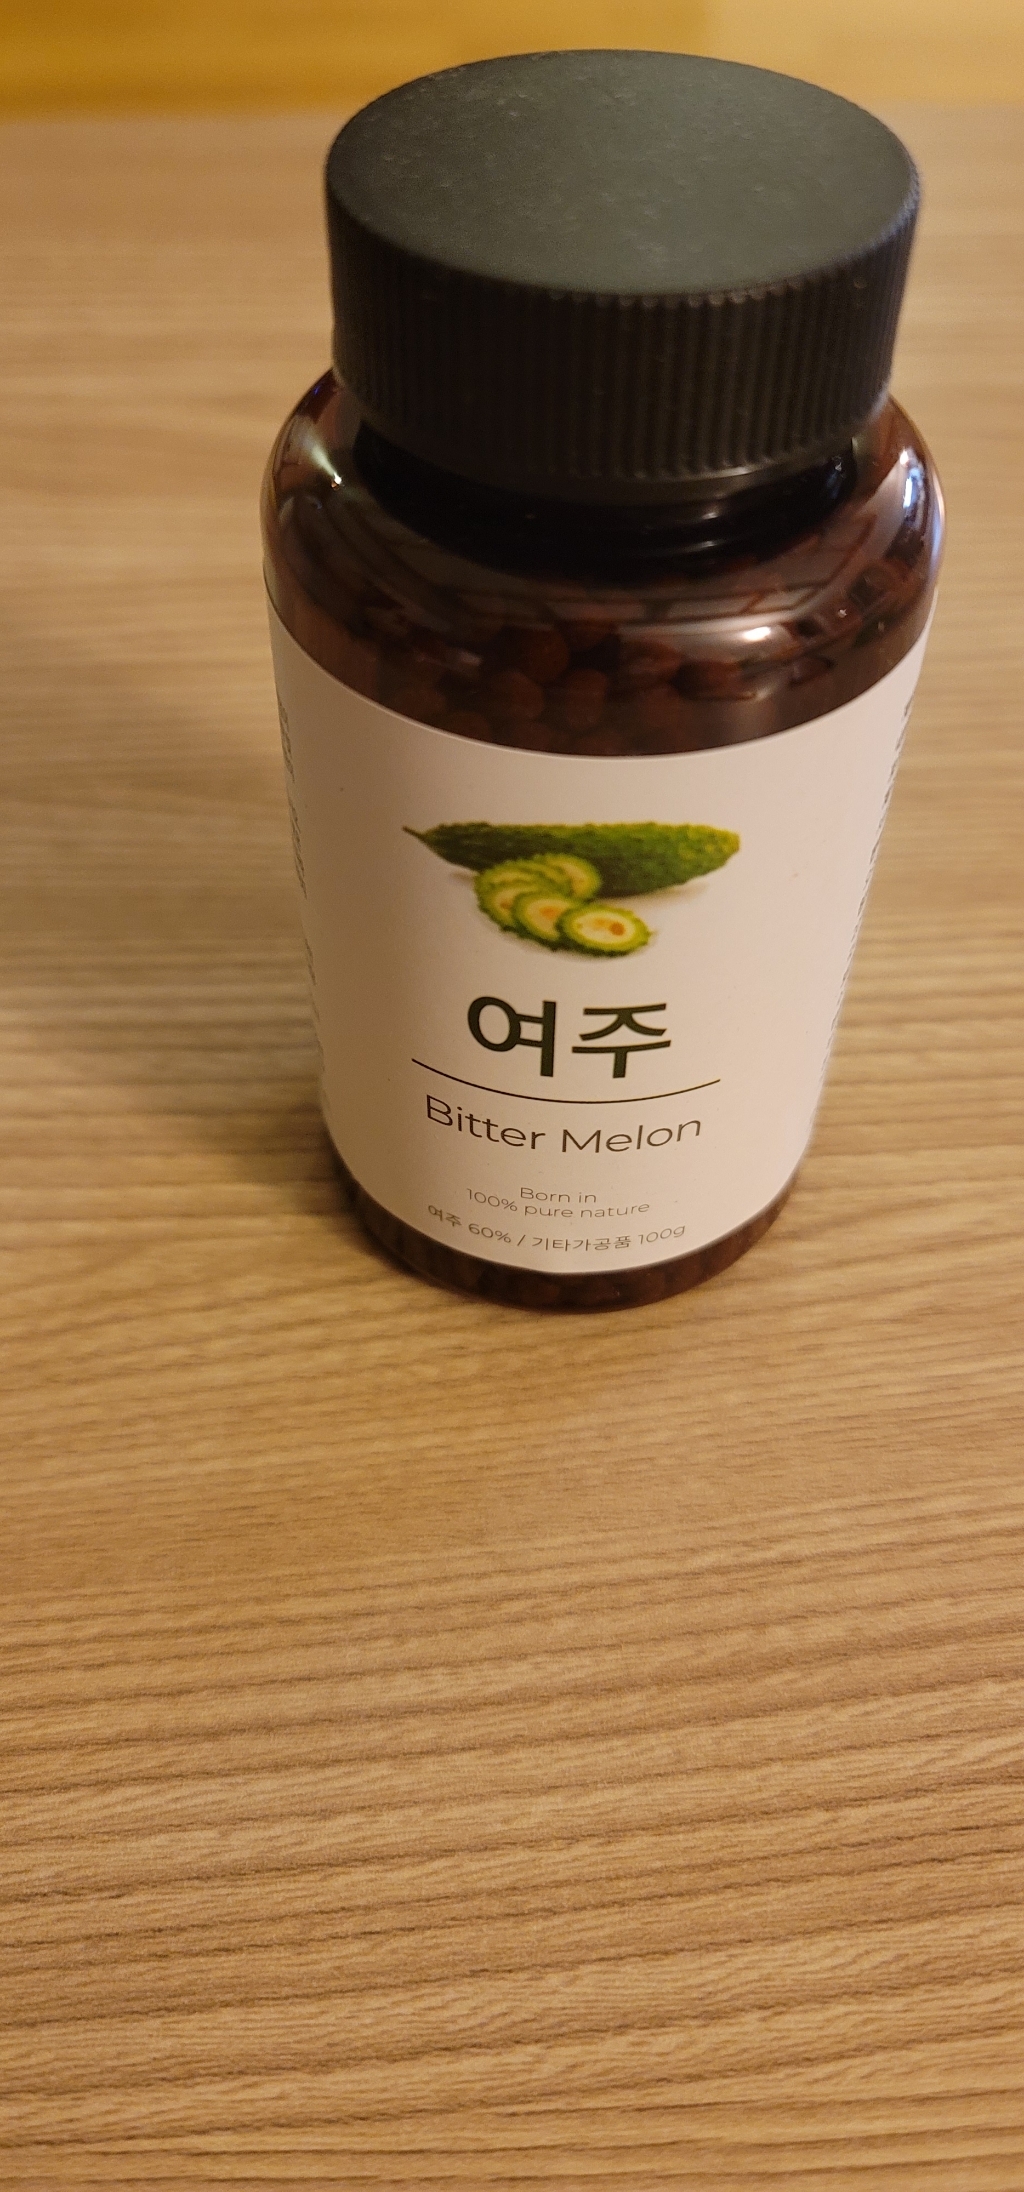 여주
Bitter Melon
Born in
100% pure nature
여주 60% / 기타가공품 100g